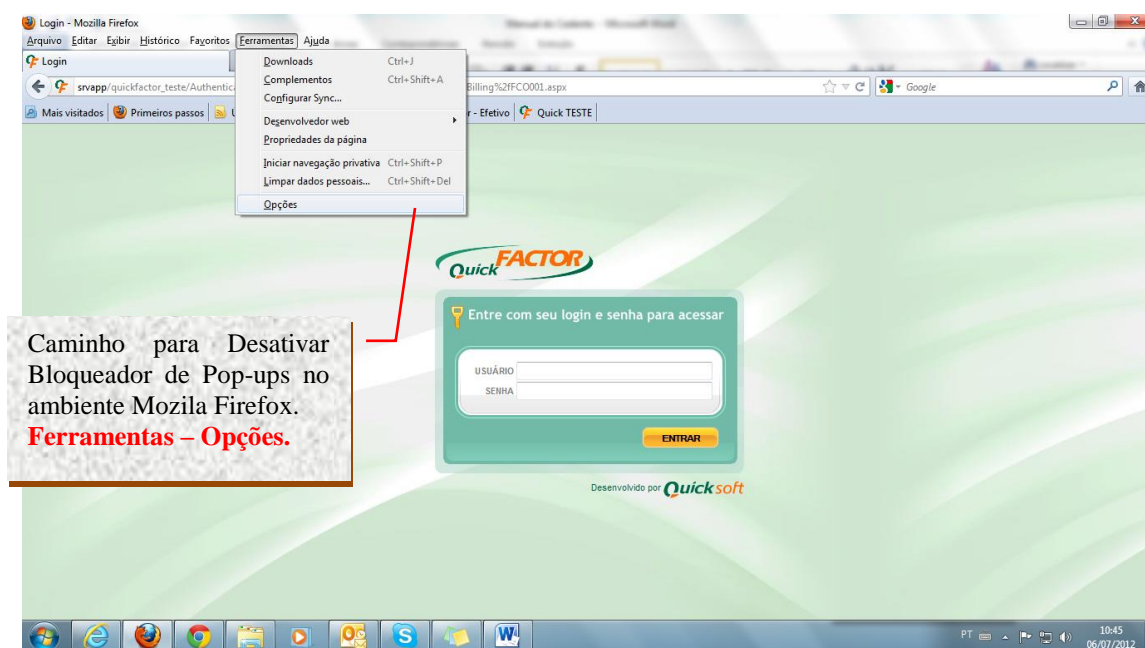 Login - Mozilla Firefox
Arquivo Editar Exibir Histórico Favoritos Ferramentas Ajuda
Login
Downloads Ctrl+J
Complementos Ctrl+Shift+A
Configurar Sync...
Desenvolvedor web
Propriedades da página
Iniciar navegação privativa Ctrl+Shift+P
Limpar dados pessoais... Ctrl+Shift+Del
Opções
srvapp/quickfactor_teste/Authentic
Billing%2fFCO001.aspx
Google
Mais visitados Primeiros passos
- Efetivo Quick TESTE
Quick FACTOR
Entre com seu login e senha para acessar
USUÁRIO
SENHA
ENTRAR
Desenvolvido por Quicksoft
Caminho para Desativar
Bloqueador de Pop-ups no
ambiente Mozila Firefox.
Ferramentas – Opções.
PT
10:45
06/07/2012